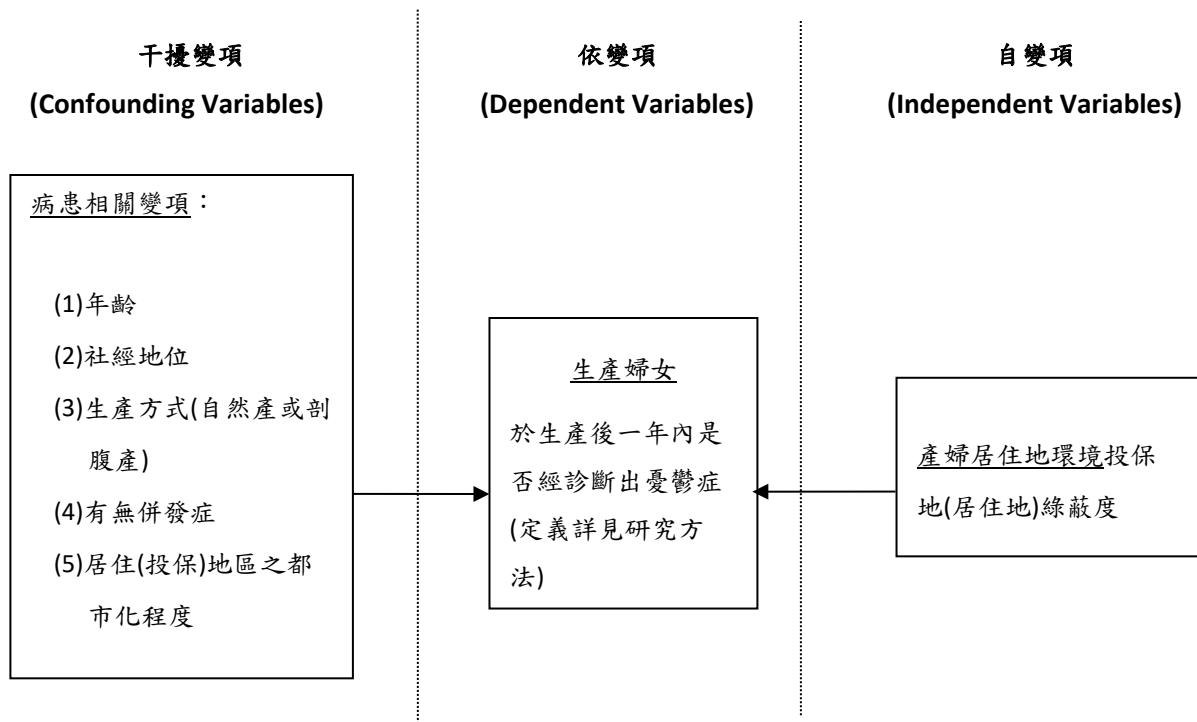 干擾變項
(Confounding Variables)
依變項
(Dependent Variables)
自變項
(Independent Variables)
病患相關變項：
(1)年齡
(2)社經地位
(3)生產方式(自然產或剖
腹產)
(4)有無併發症
(5)居住(投保)地區之都
市化程度
生產婦女
於生產後一年內是
否經診斷出憂鬱症
(定義詳見研究方
法)
產婦居住地環境投保
地(居住地)綠蔽度